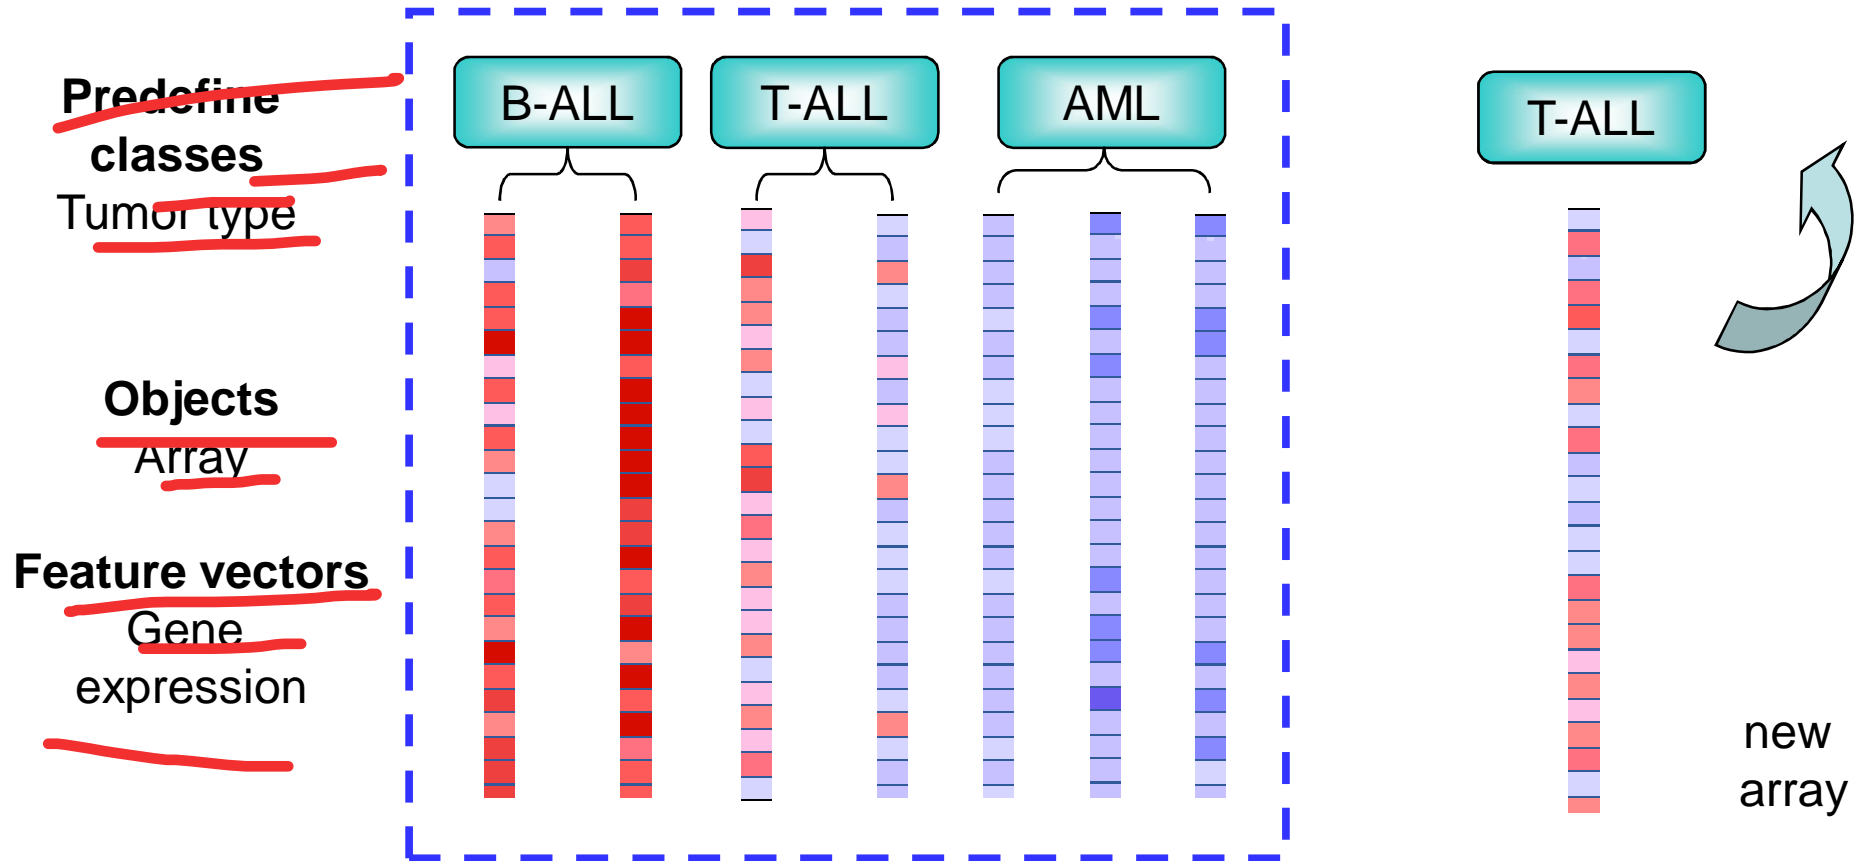 Predefine
classes
Tumor type
Objects
Array
Feature vectors
Gene
expression
B-ALL
T-ALL
AML
T-ALL
new
array